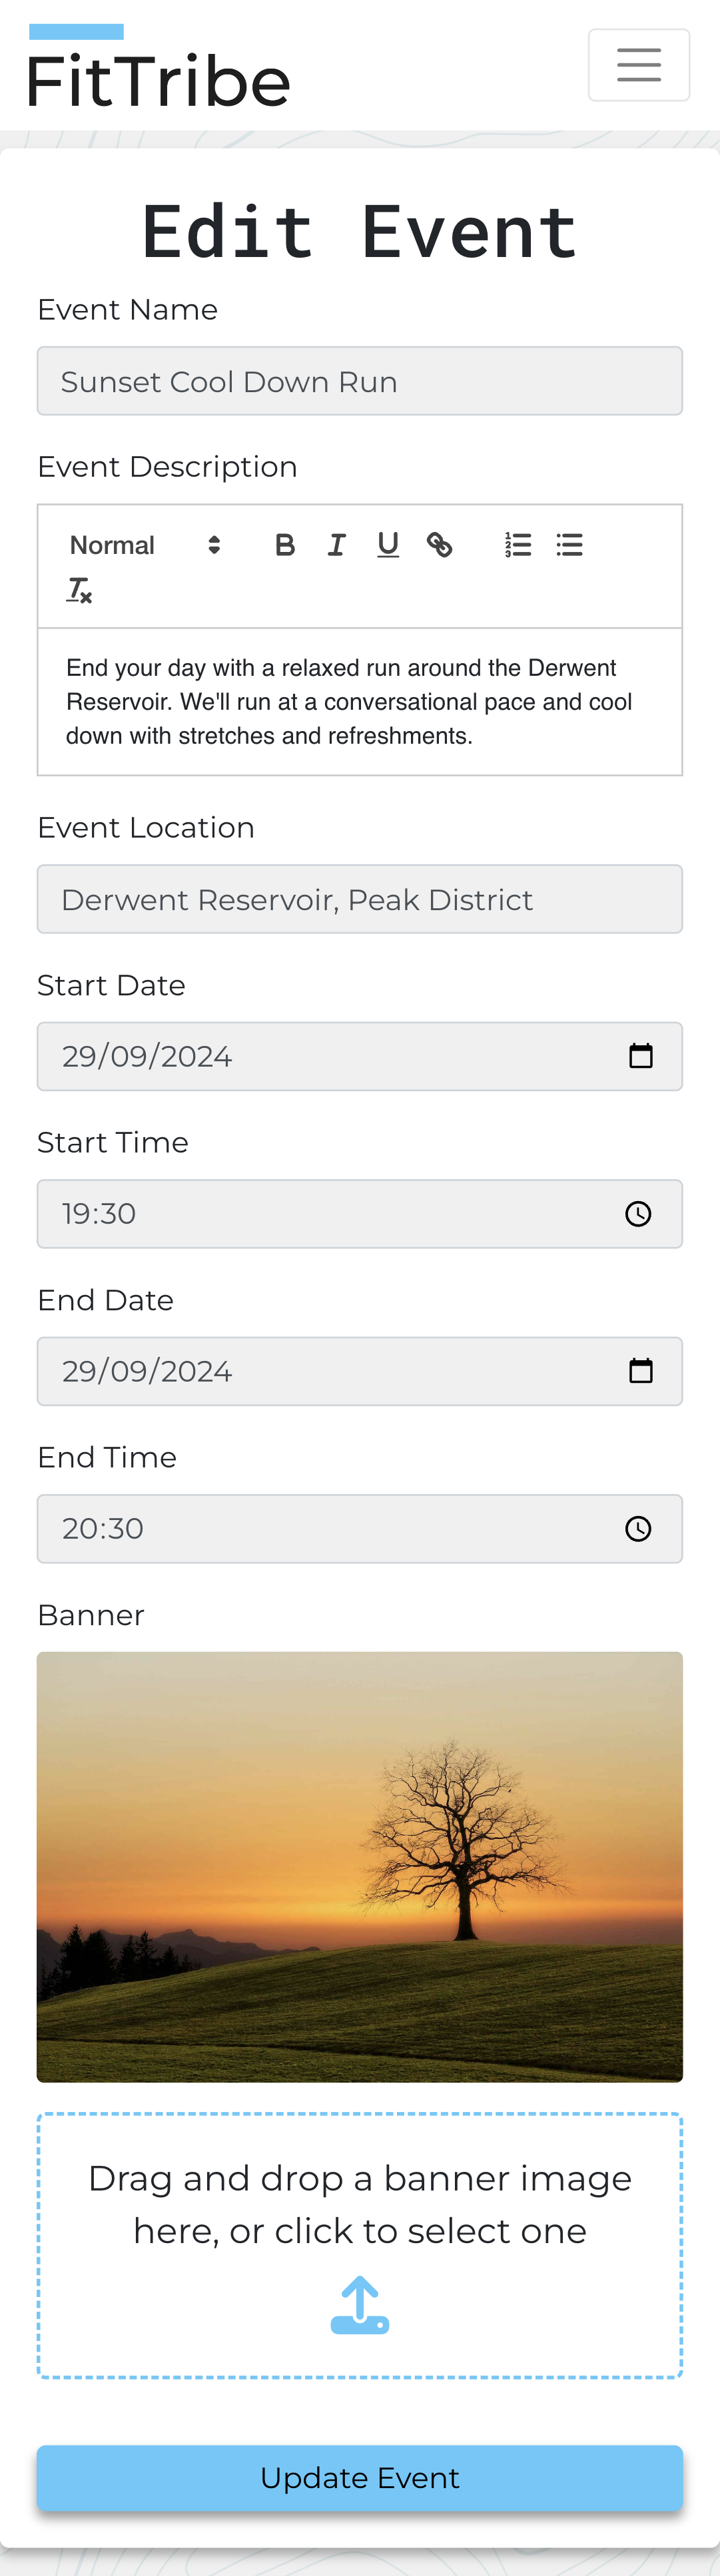 FitTribe
Edit Event
Event Name
Sunset Cool Down Run
Event Description
Normal
End your day with a relaxed run around the Derwent
Reservoir. We'll run at a conversational pace and cool
down with stretches and refreshments.
Event Location
Derwent Reservoir, Peak District
Start Date
29/09/2024
Start Time
19:30
End Date
29/09/2024
End Time
20:30
Banner
Drag and drop a banner image
here, or click to select one
Update Event